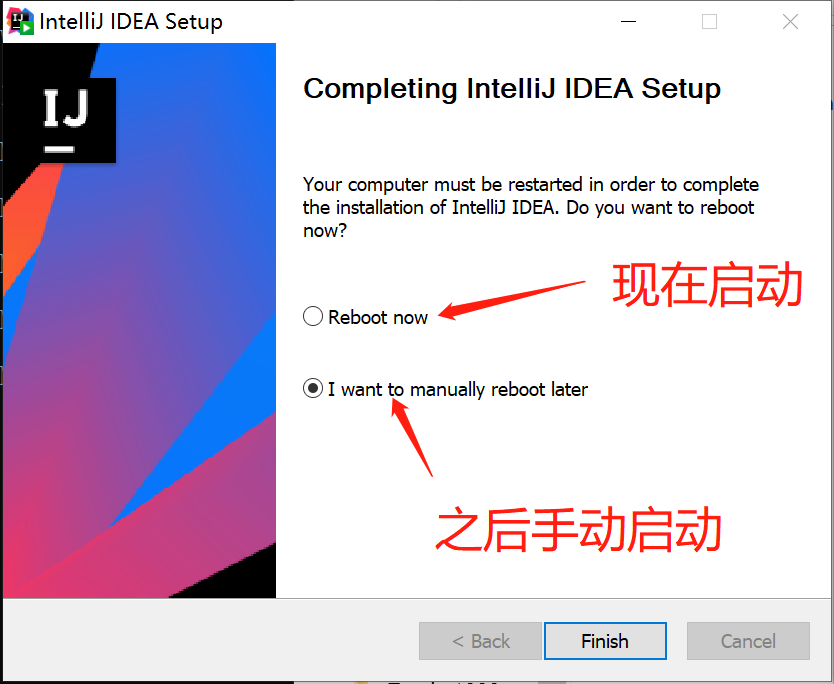 IntelliJ IDEA Setup
IJ
Completing IntelliJ IDEA Setup
Your computer must be restarted in order to complete
the installation of IntelliJ IDEA. Do you want to reboot
now?
现在启动
Reboot now
I want to manually reboot later
之后手动启动
< Back
Finish
Cancel